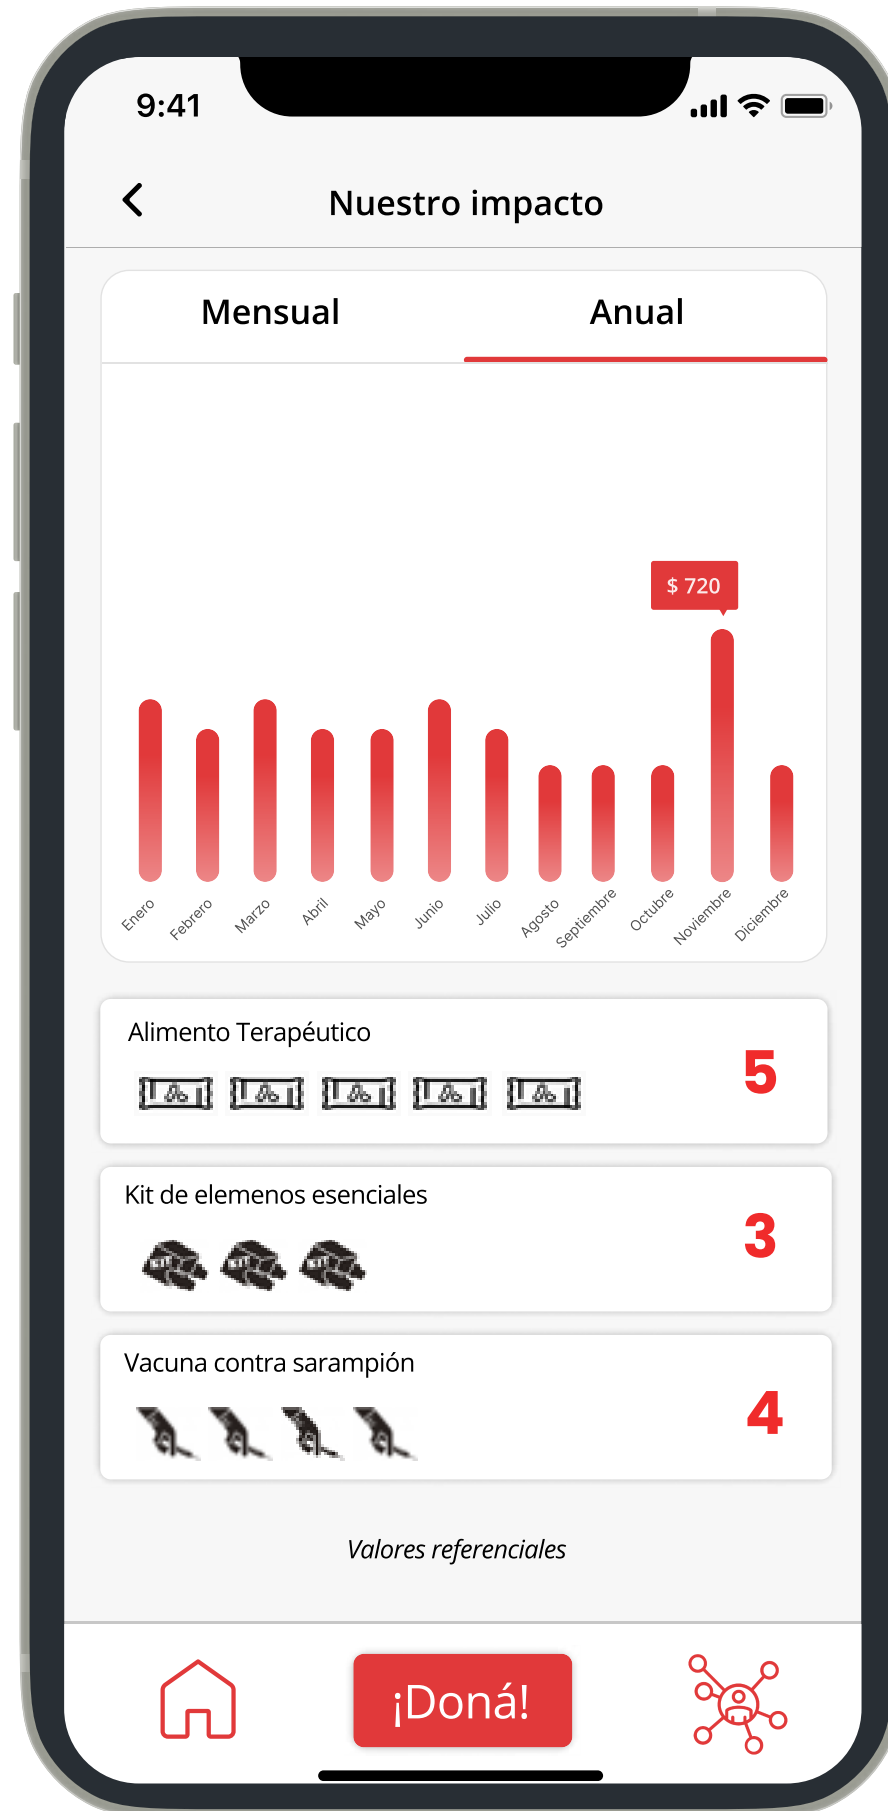 9:41
Nuestro impacto
Mensual Anual
$ 720
Enero Febrero Marzo Abril Mayo Junio Julio Agosto Septiembre Octubre Noviembre Diciembre
Alimento Terapéutico
5
Kit de elemenos esenciales
3
Vacuna contra sarampión
4
Valores referenciales
¡Doná!